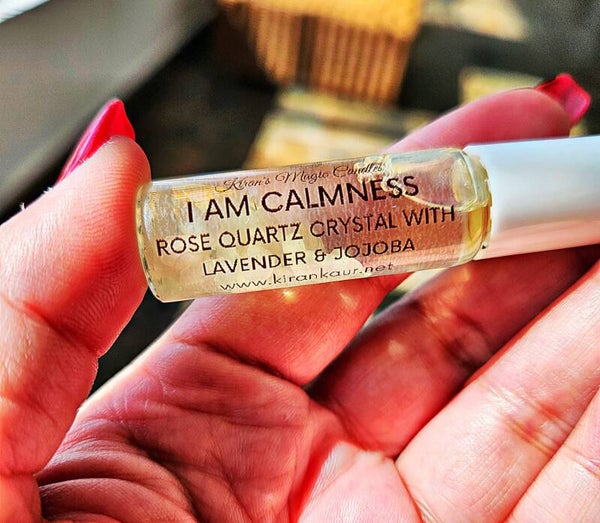 Kiran's Magic Candles
I AM CALMNESS
ROSE QUARTZ CRYSTAL WITH
LAVENDER & JOJOBA
www.kirankaur.net